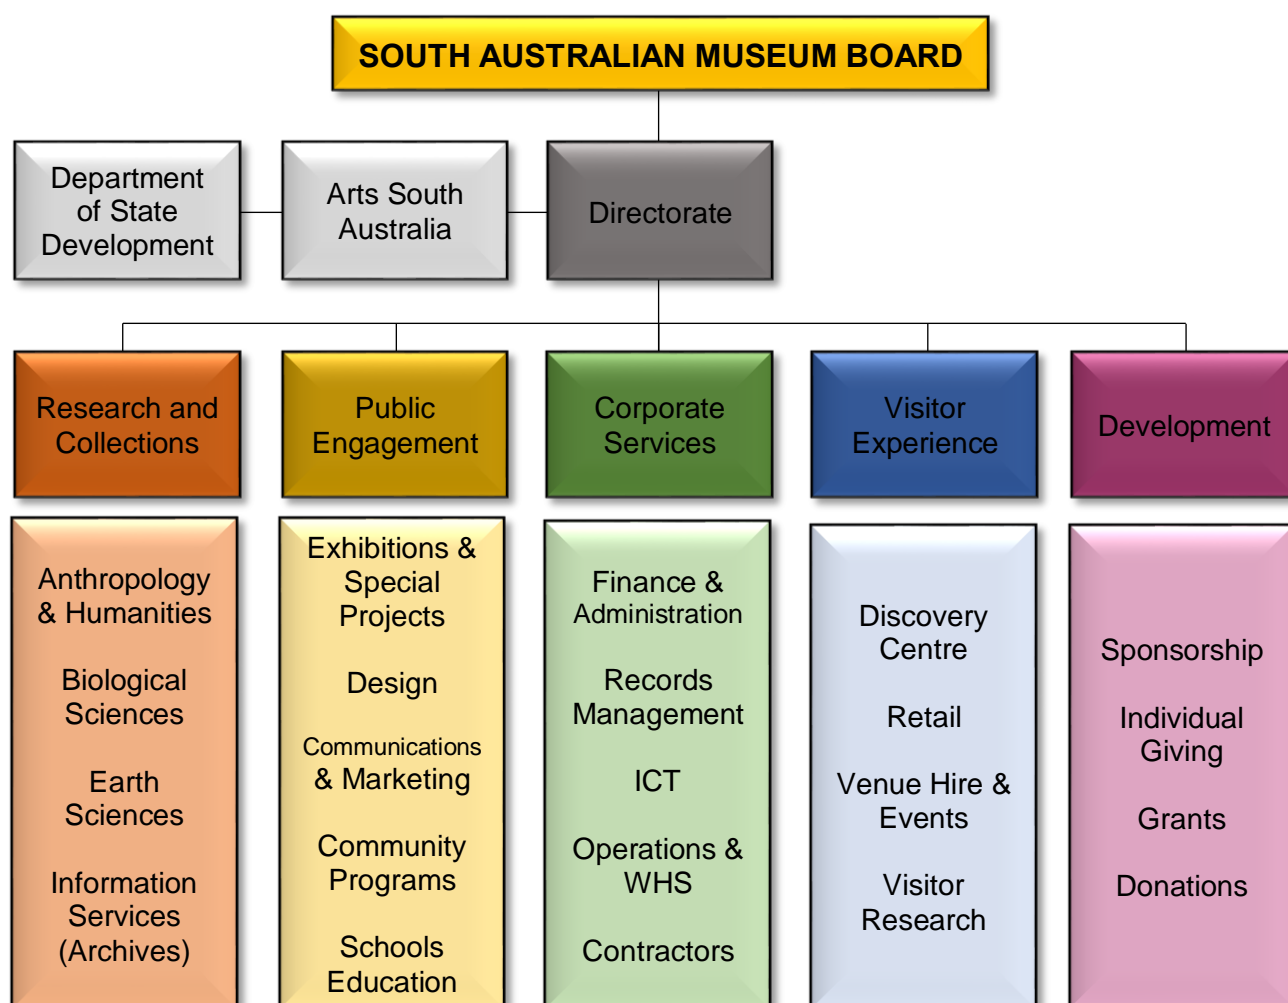 SOUTH AUSTRALIAN MUSEUM BOARD
Department
of State
Development
Arts South
Australia
Directorate
Research and
Collections
Public
Engagement
Corporate
Services
Visitor
Experience
Development
Anthropology
& Humanities
Biological
Sciences
Earth
Sciences
Information
Services
(Archives)
Exhibitions &
Special
Projects
Design
Communications
& Marketing
Community
Programs
Schools
Education
Finance &
Administration
Records
Management
ICT
Operations &
WHS
Contractors
Discovery
Centre
Retail
Venue Hire &
Events
Visitor
Research
Sponsorship
Individual
Giving
Grants
Donations